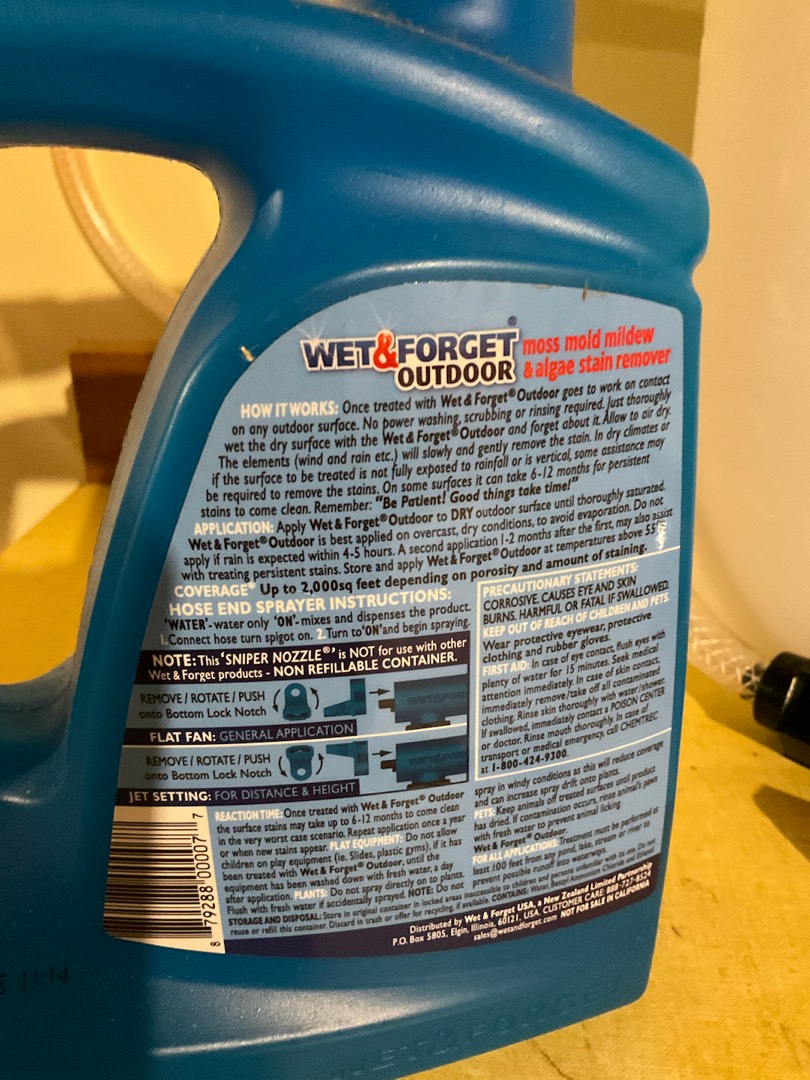 WET&FORGET®
OUTDOOR
moss mold mildew
& algae stain remover
HOW IT WORKS: Once treated with Wet & Forget® Outdoor goes to work on contact
on any outdoor surface. No power washing, scrubbing or rinsing required. Just thoroughly
wet the dry surface with the Wet & Forget® Outdoor and forget about it. Allow to air dry.
The elements (wind and rain etc.) will slowly and gently remove the stain. In dry climates or
if the surface to be treated is not fully exposed to rainfall or is vertical, some assistance may
be required to remove the stains. On some surfaces it can take 6-12 months for persistent
stains to come clean. Remember: "Be Patient! Good things take time!"
APPLICATION: Apply Wet & Forget® Outdoor to DRY outdoor surface until thoroughly saturated.
Wet & Forget® Outdoor is best applied on overcast, dry conditions, to avoid evaporation. Do not
apply if rain is expected within 4-5 hours. A second application 1-2 months after the first, may also assist
with treating persistent stains. Store and apply Wet & Forget® Outdoor at temperatures above 55°F
COVERAGE® Up to 2,000sq feet depending on porosity and amount of staining.
HOSE END SPRAYER INSTRUCTIONS:
'WATER'-water only 'ON'-mixes and dispenses the product.
1.Connect hose turn spigot on. 2.Turn to 'ON' and begin spraying.
NOTE: This 'SNIPER NOZZLE®' is NOT for use with other
Wet & Forget products - NON REFILLABLE CONTAINER.
REMOVE / ROTATE / PUSH
onto Bottom Lock Notch
FLAT FAN: GENERAL APPLICATION
REMOVE / ROTATE / PUSH
onto Bottom Lock Notch
JET SETTING: FOR DISTANCE & HEIGHT
PRECAUTIONARY STATEMENTS:
CORROSIVE. CAUSES EYE AND SKIN
BURNS. HARMFUL OR FATAL IF SWALLOWED.
KEEP OUT OF REACH OF CHILDREN AND PETS.
Wear protective eyewear, protective
clothing and rubber gloves.
FIRST AID: In case of eye contact, flush eyes with
plenty of water for 15 minutes. Seek medical
attention immediately. In case of skin contact,
immediately remove/take off all contaminated
clothing. Rinse skin thoroughly with water/shower.
If swallowed, immediately contact a POISON CENTER
or doctor. Rinse mouth thoroughly. In case of
transport or medical emergency, call CHEMTREC
at 1-800-424-9300.
REACTION TIME: Once treated with Wet & Forget® Outdoor
the surface stains may take up to 6-12 months to come clean
in the very worst case scenario. Repeat application once a year
or when new stains appear. PLAY EQUIPMENT: Do not allow
children on play equipment (ie. Slides, plastic gyms), if it has
been treated with Wet & Forget® Outdoor, until the
equipment has been washed down with fresh water, a day
after application. PLANTS: Do not spray directly on to plants.
Flush with fresh water if accidentally sprayed. NOTE: Do not
spray in windy conditions as this will reduce coverage
and can increase spray drift onto plants.
PETS: Keep animals off treated surfaces until product
has dried. If contamination occurs, rinse animal's paws
with fresh water to prevent animal licking
Wet & Forget® Outdoor.
FOR ALL APPLICATIONS: Treatment must be performed at
least 100 feet from any pond, lake, stream or river to
prevent possible runoff into waterways.
STORAGE AND DISPOSAL: Store in original container in locked areas inaccessible to children and persons unfamiliar with its use. Do not
reuse or refill this container. Discard in trash or offer for recycling, if available. CONTAINS: Water,
Distributed by Wet & Forget USA, a New Zealand Limited Partnership
P.O. Box 5805, Elgin, Illinois, 60121, USA. CUSTOMER CARE: 888-727-8524
sales@wetandforget.com NOT FOR SALE IN CALIFORNIA
8 79288 00007 7
WET & FORGET